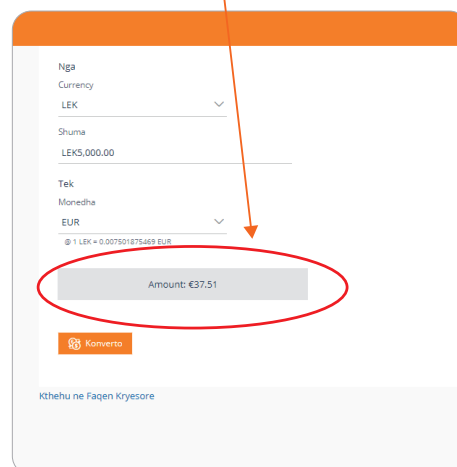 Nga
Currency
LEK
Shuma
LEK5,000.00
Tek
Monedha
EUR
@ 1 LEK = 0.007501875469 EUR
Amount: €37.51
Konverto
Kthehu ne Faqen Kryesore